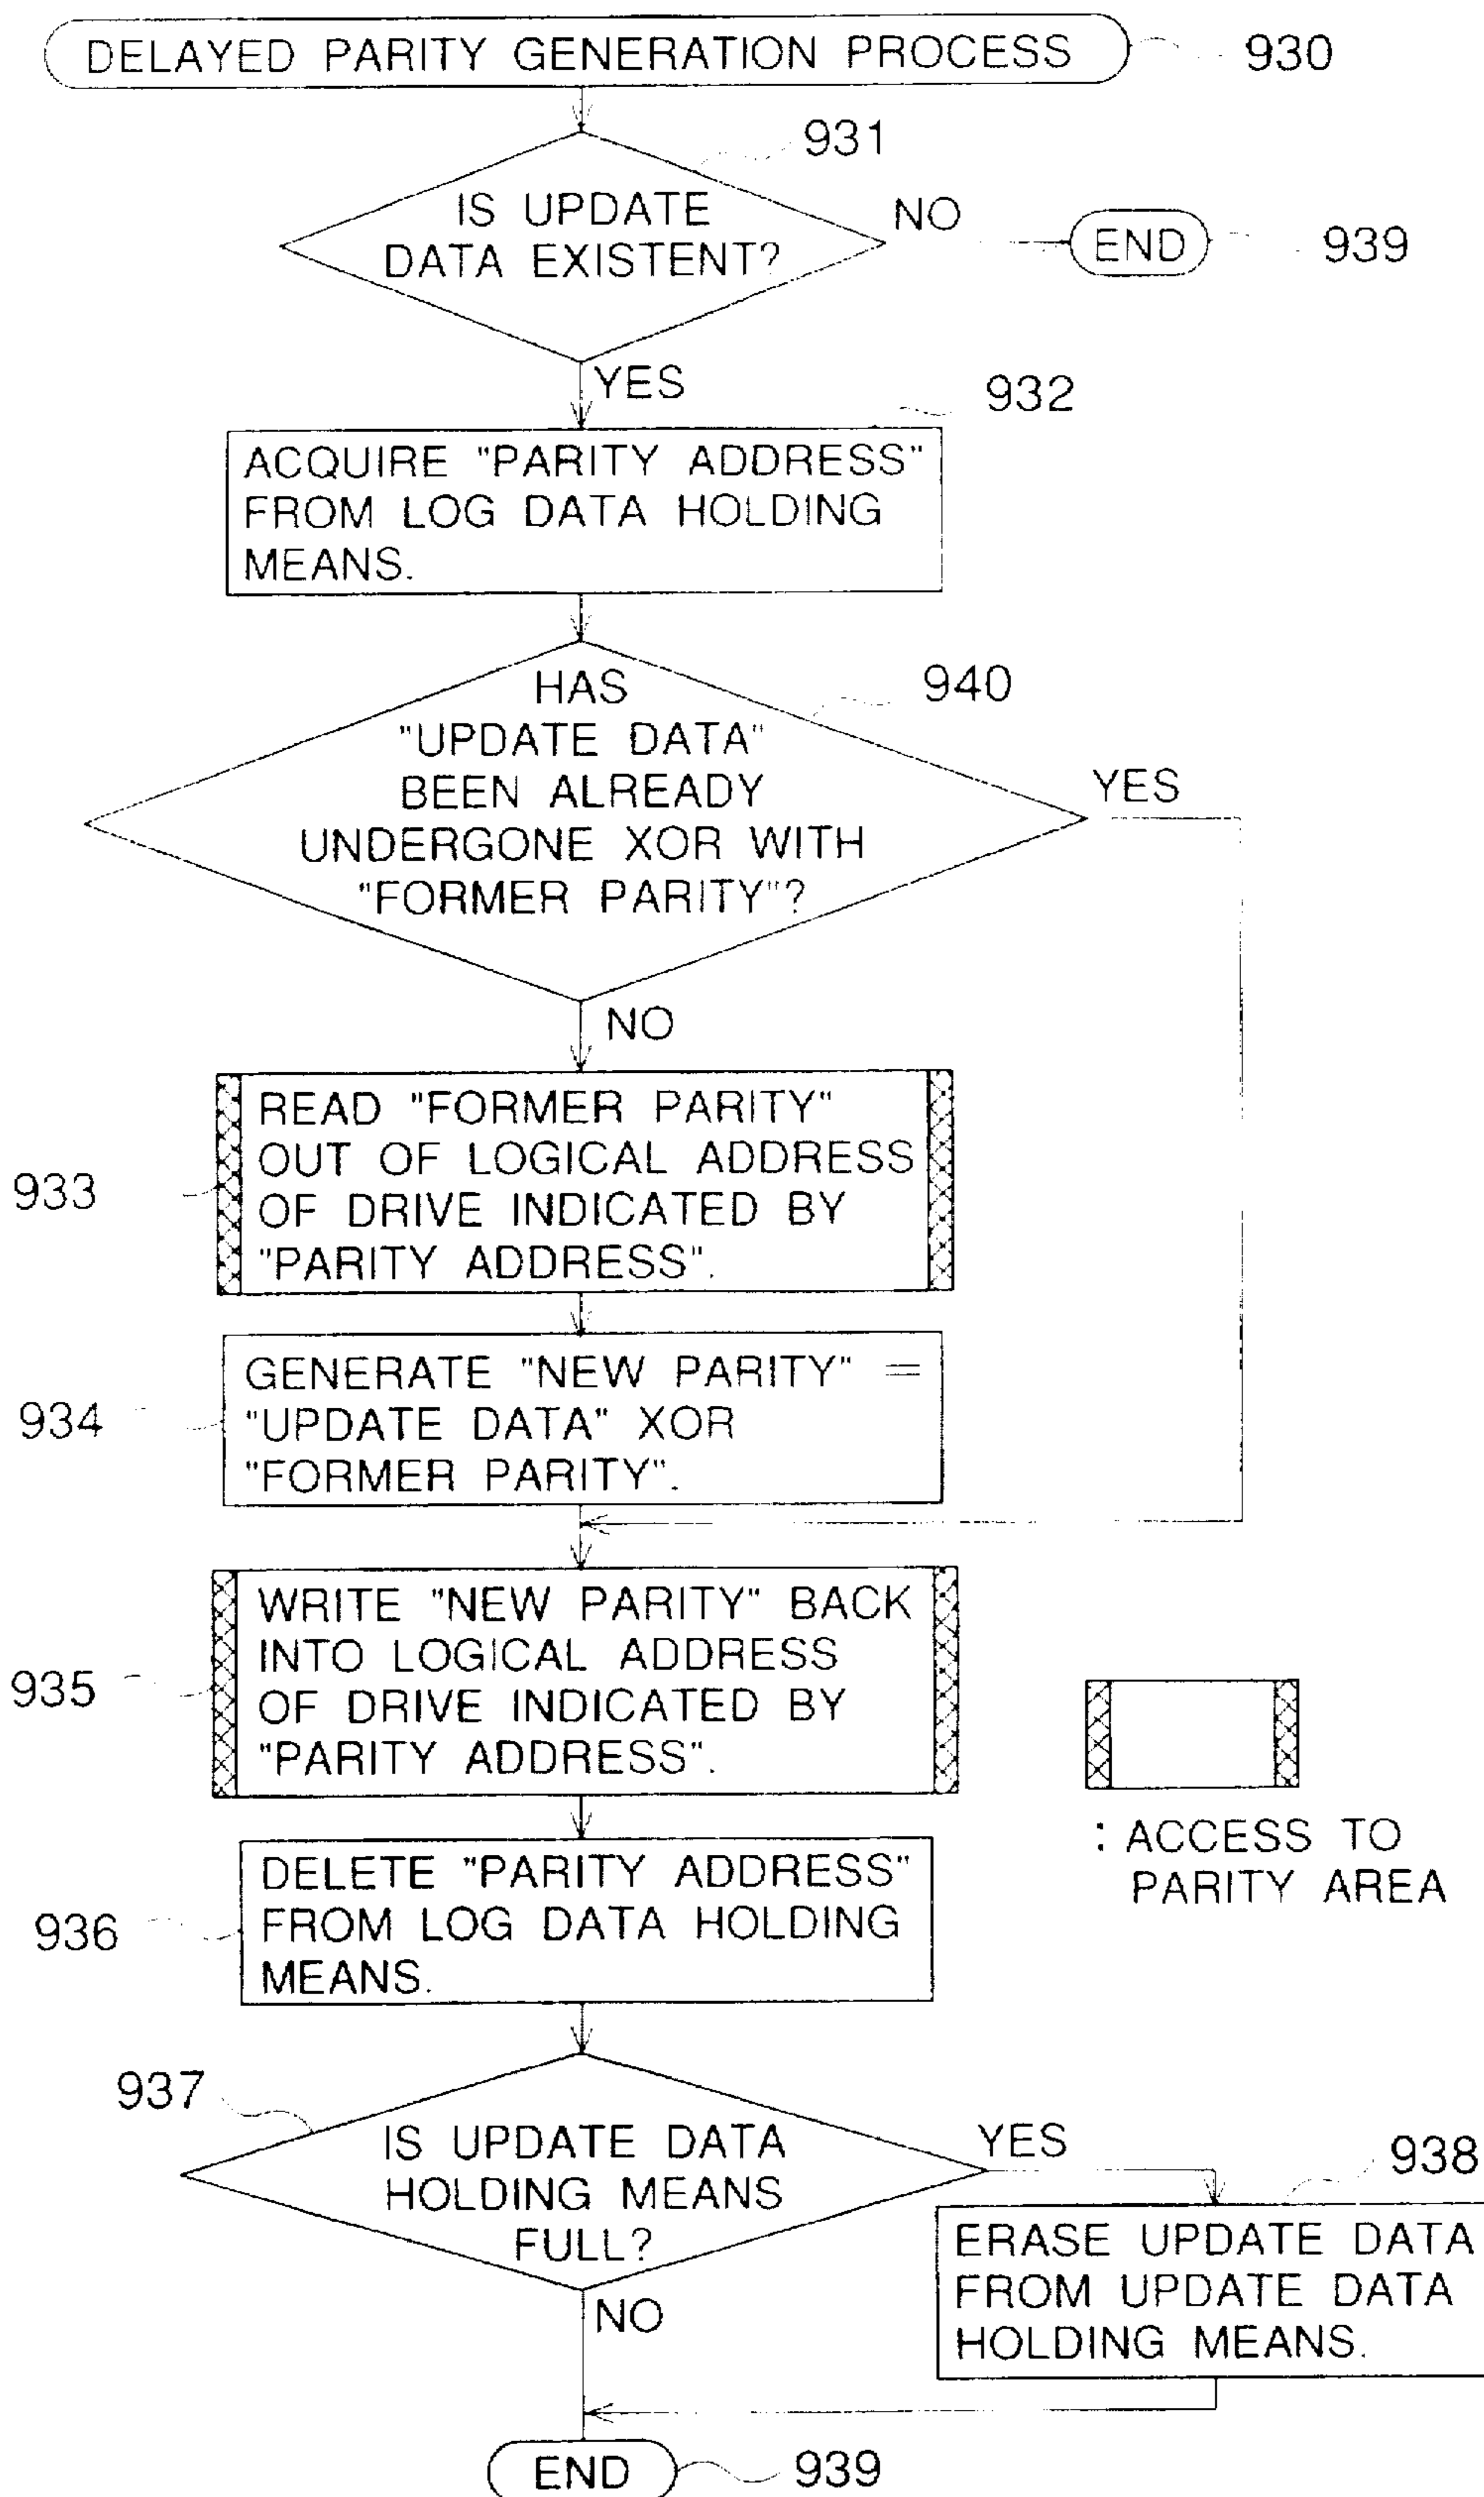 DELAYED PARITY GENERATION PROCESS
930
931
IS UPDATE
DATA EXISTENT?
NO
END
939
YES
932
ACQUIRE "PARITY ADDRESS"
FROM LOG DATA HOLDING
MEANS.
940
HAS
"UPDATE DATA"
BEEN ALREADY
UNDERGONE XOR WITH
"FORMER PARITY"?
YES
NO
933
READ "FORMER PARITY"
OUT OF LOGICAL ADDRESS
OF DRIVE INDICATED BY
"PARITY ADDRESS".
934
GENERATE "NEW PARITY" =
"UPDATE DATA" XOR
"FORMER PARITY".
935
WRITE "NEW PARITY" BACK
INTO LOGICAL ADDRESS
OF DRIVE INDICATED BY
"PARITY ADDRESS".
: ACCESS TO
PARITY AREA
936
DELETE "PARITY ADDRESS"
FROM LOG DATA HOLDING
MEANS.
937
IS UPDATE DATA
HOLDING MEANS
FULL?
YES
938
ERASE UPDATE DATA
FROM UPDATE DATA
HOLDING MEANS.
NO
END
939